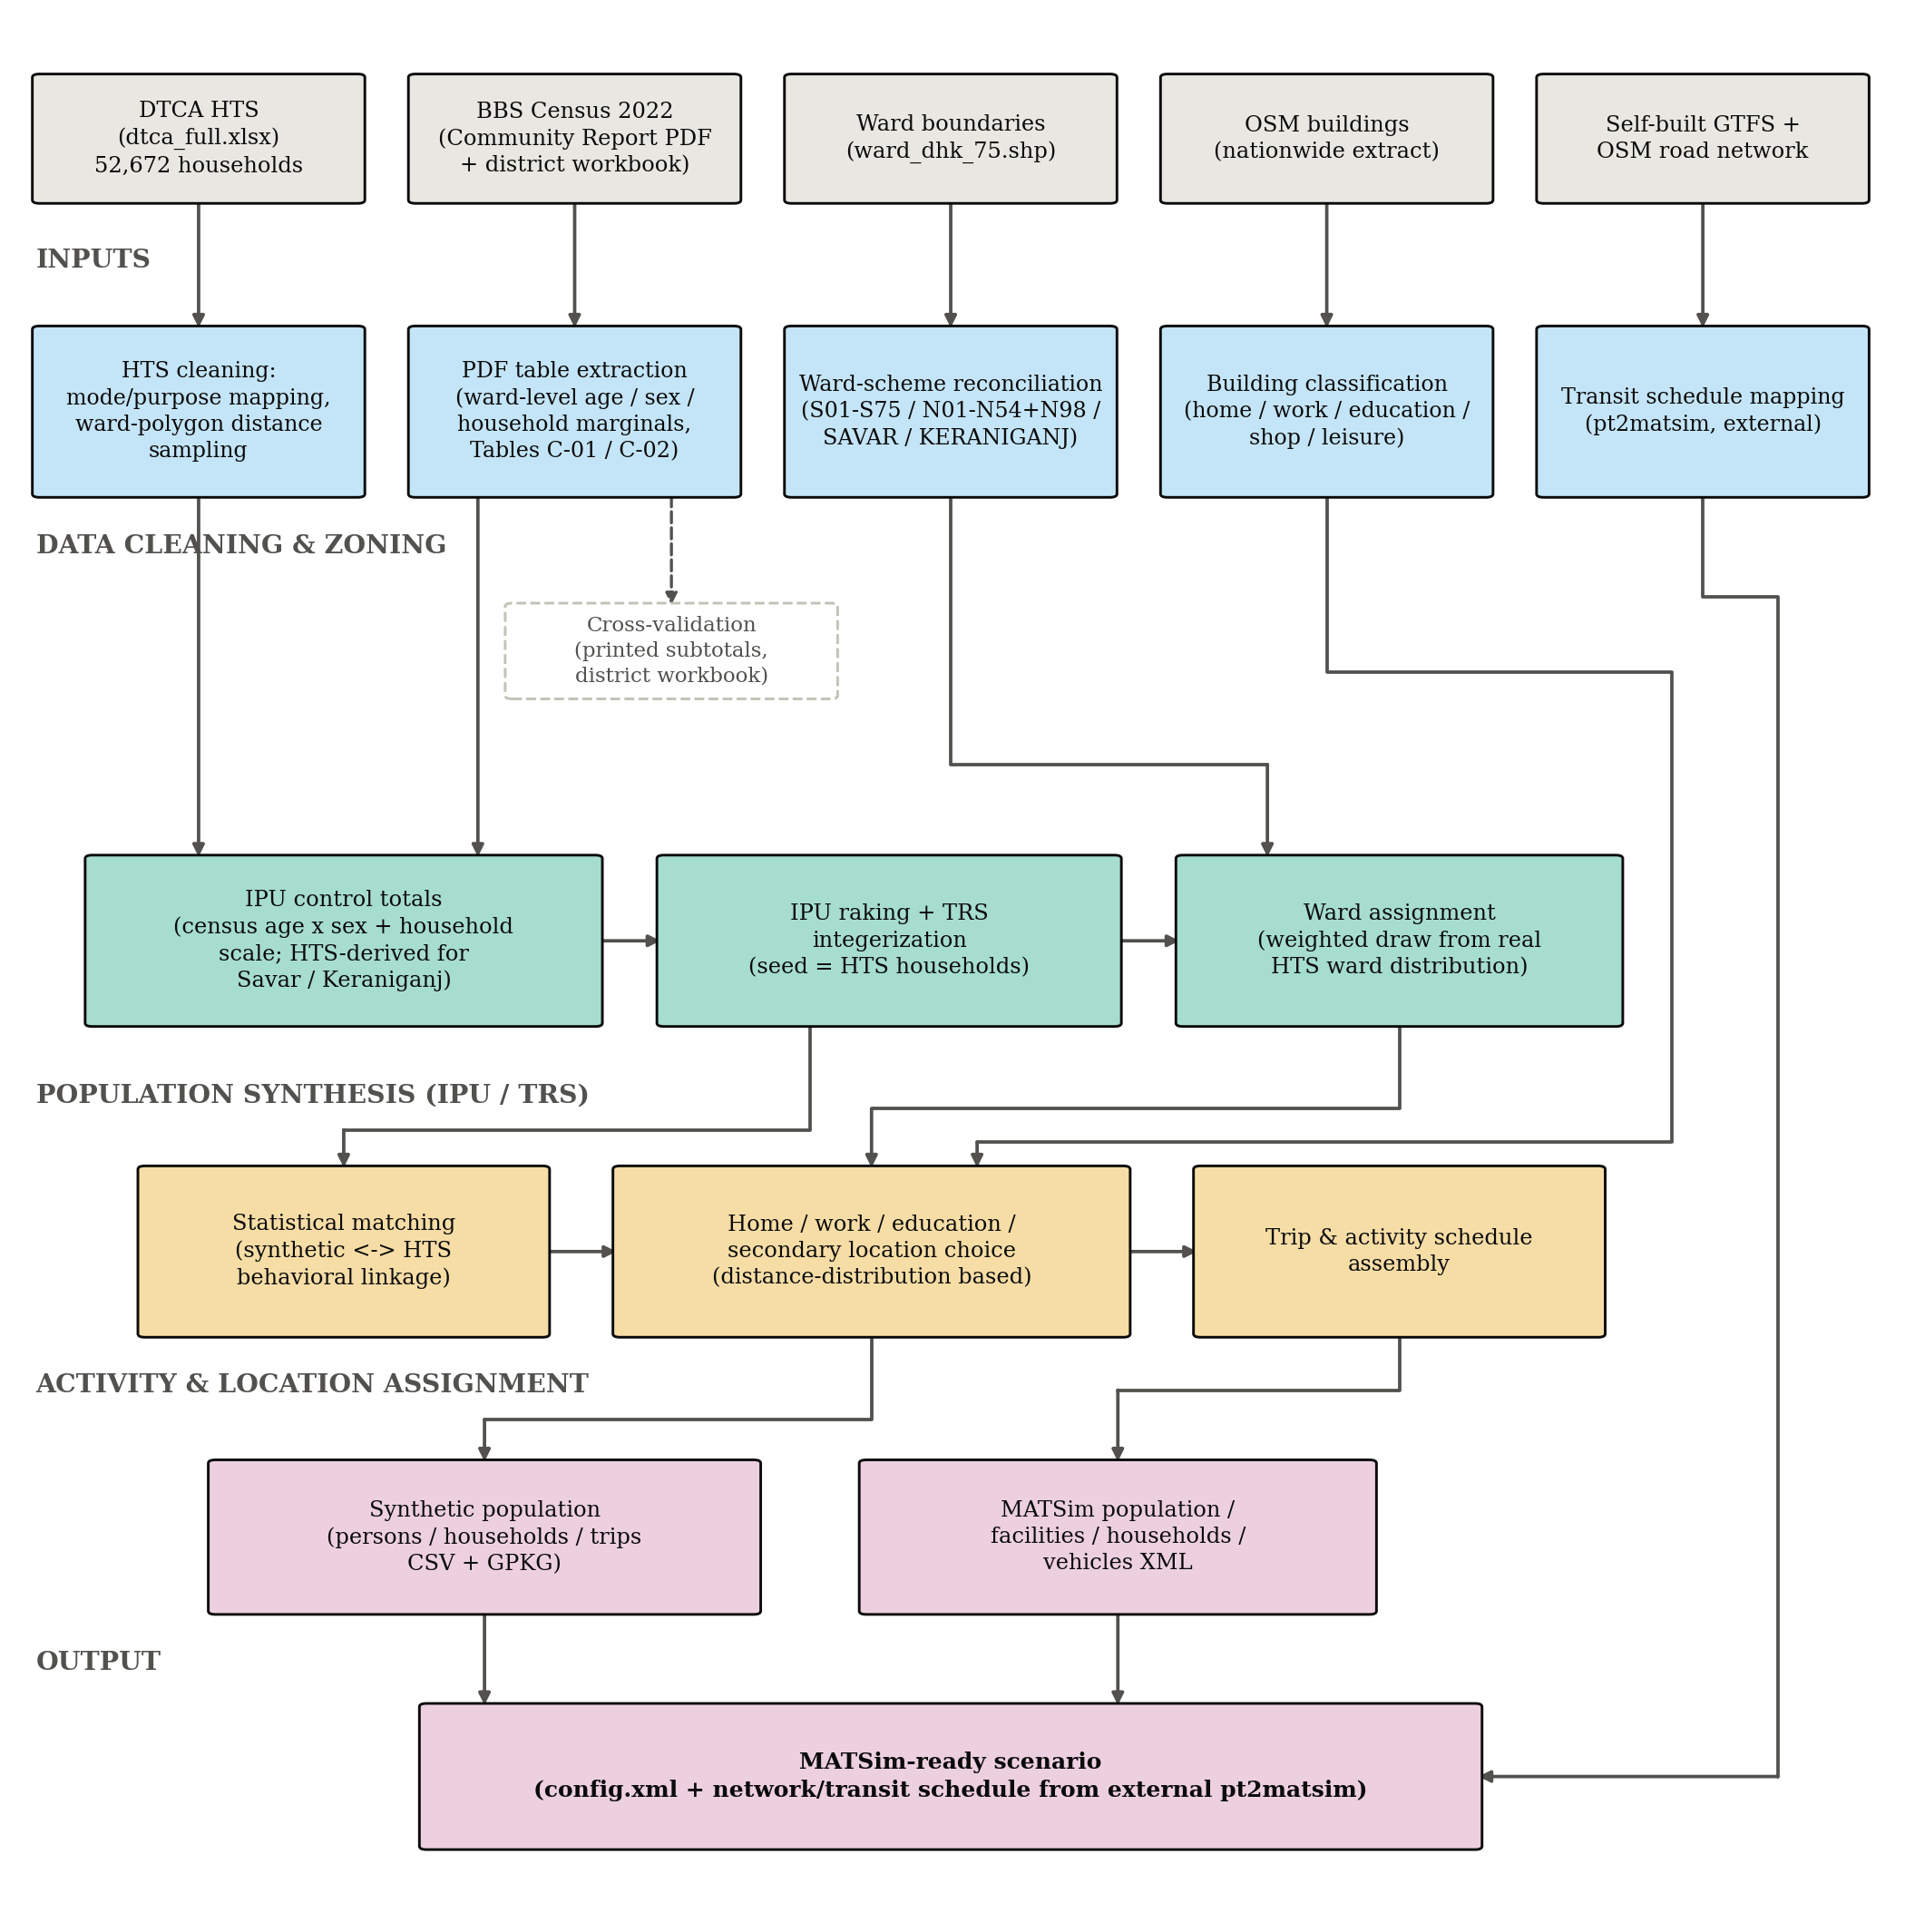 DTCA HTS
(dtca_full.xlsx)
52,672 households
BBS Census 2022
(Community Report PDF
+ district workbook)
Ward boundaries
(ward_dhk_75.shp)
OSM buildings
(nationwide extract)
Self-built GTFS +
OSM road network
INPUTS
HTS cleaning:
mode/purpose mapping,
ward-polygon distance
sampling
PDF table extraction
(ward-level age / sex /
household marginals,
Tables C-01 / C-02)
Ward-scheme reconciliation
(S01-S75 / N01-N54+N98 /
SAVAR / KERANIGANJ)
Building classification
(home / work / education /
shop / leisure)
Transit schedule mapping
(pt2matsim, external)
DATA CLEANING & ZONING
Cross-validation
(printed subtotals,
district workbook)
IPU control totals
(census age x sex + household
scale; HTS-derived for
Savar / Keraniganj)
IPU raking + TRS
integerization
(seed = HTS households)
Ward assignment
(weighted draw from real
HTS ward distribution)
POPULATION SYNTHESIS (IPU / TRS)
Statistical matching
(synthetic <-> HTS
behavioral linkage)
Home / work / education /
secondary location choice
(distance-distribution based)
Trip & activity schedule
assembly
ACTIVITY & LOCATION ASSIGNMENT
Synthetic population
(persons / households / trips
CSV + GPKG)
MATSim population /
facilities / households /
vehicles XML
OUTPUT
MATSim-ready scenario
(config.xml + network/transit schedule from external pt2matsim)